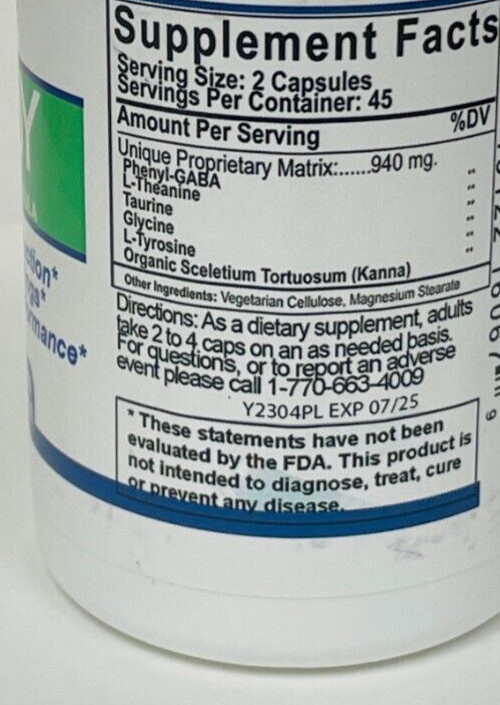 Supplement Facts
Serving Size: 2 Capsules
Servings Per Container: 45
Amount Per Serving %DV
Unique Proprietary Matrix:......940 mg.
Phenyl-GABA
L-Theanine
Taurine
Glycine
L-Tyrosine
Organic Sceletium Tortuosum (Kanna)
Other Ingredients: Vegetarian Cellulose, Magnesium Stearate
Directions: As a dietary supplement, adults
take 2 to 4 caps on an as needed basis.
For questions, or to report an adverse
event please call 1-770-663-4009
Y2304PL EXP 07/25
* These statements have not been
evaluated by the FDA. This product is
not intended to diagnose, treat, cure
or prevent any disease.